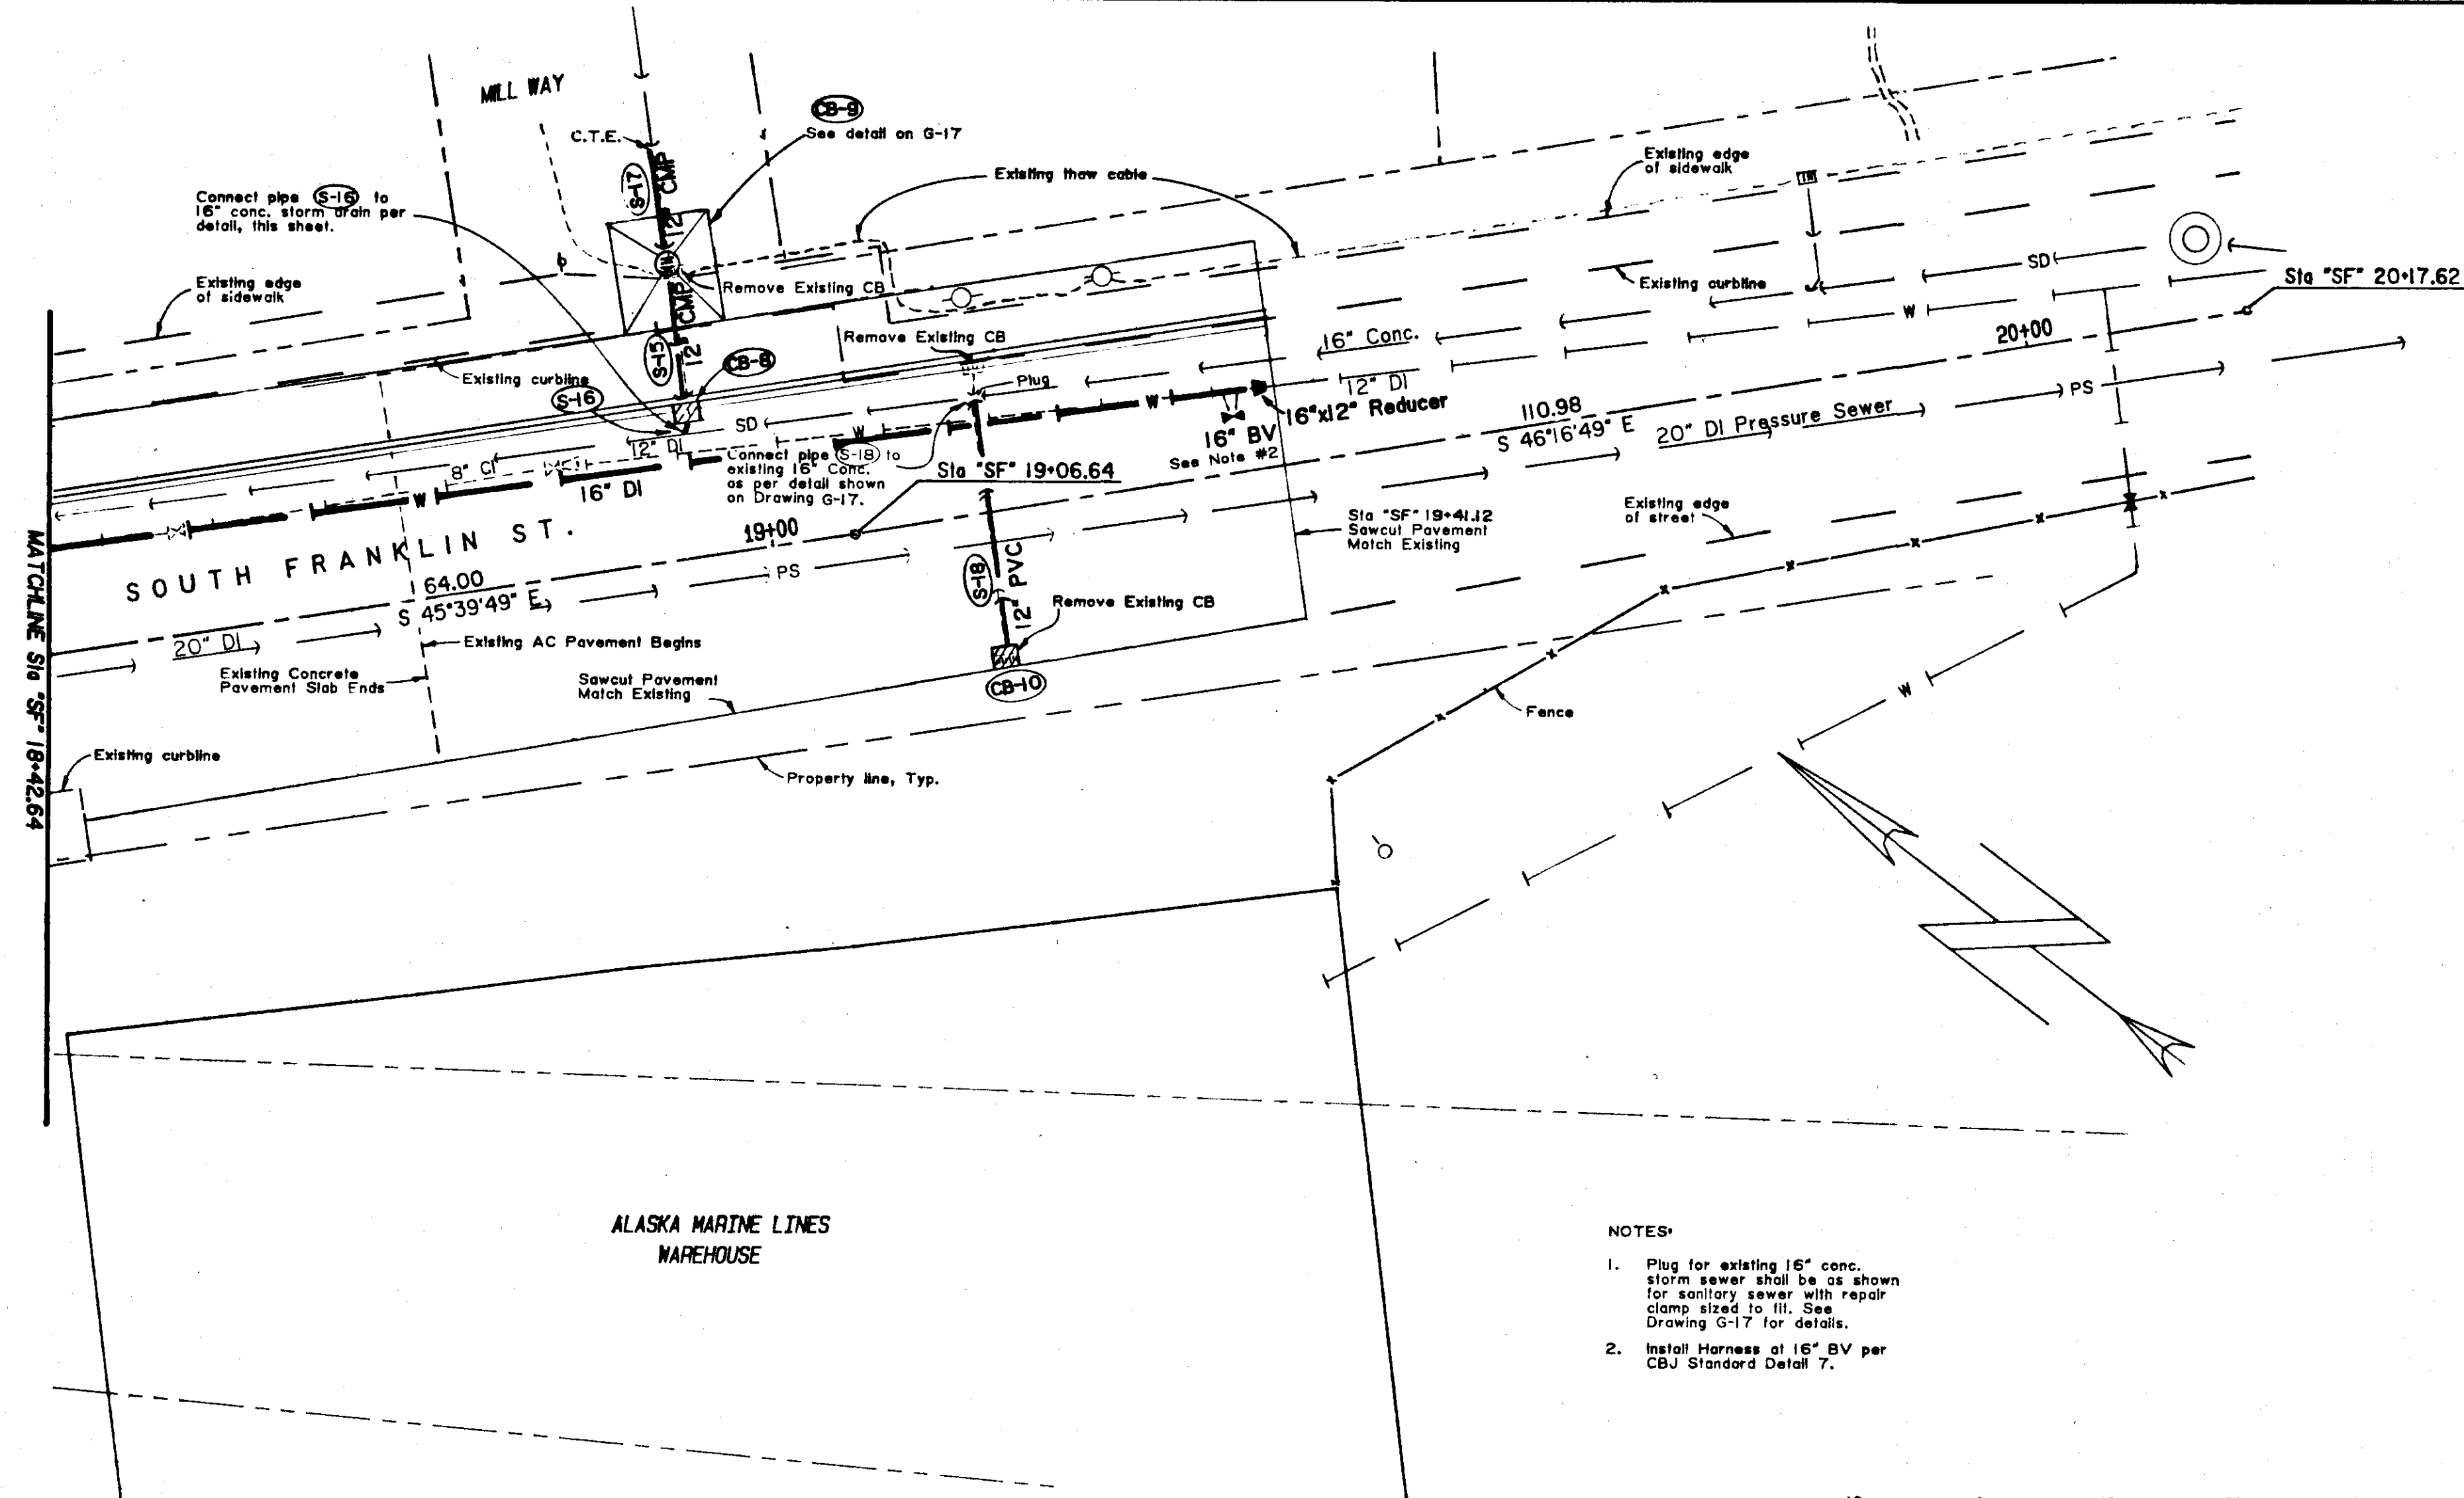 MILL WAY
CB-9
See detail on G-17
C.T.E.
S-17
12" CMP
Existing thaw cable
Existing edge
of sidewalk
Connect pipe S-16 to
16" conc. storm drain per
detail, this sheet.
Existing edge
of sidewalk
MH
Remove Existing CB
Existing curbline
SD
Sta "SF" 20+17.62
W
20+00
S-15
12" CMP
CB-8
Remove Existing CB
16" Conc.
Existing curbline
S-16
Plug
12" DI
W
16"x12" Reducer
PS
SD
W
110.98
S 46°16'49" E
20" DI Pressure Sewer
16" BV
See Note #2
8" CI
12" DI
Connect pipe S-18 to
existing 16" Conc.
as per detail shown
on Drawing G-17.
Sta "SF" 19+06.64
W
16" DI
Existing edge
of street
Sta "SF" 19+41.12
Sawcut Pavement
Match Existing
SOUTH FRANKLIN ST.
19+00
PS
64.00
S 45°39'49" E
S-18
12" PVC
Remove Existing CB
20" DI
Existing AC Pavement Begins
Existing Concrete
Pavement Slab Ends
Sawcut Pavement
Match Existing
CB-10
W
Fence
MATCHLINE Sta "SF" 18+42.64
Existing curbline
Property line, Typ.
ALASKA MARINE LINES
WAREHOUSE
NOTES:
1. Plug for existing 16" conc.
storm sewer shall be as shown
for sanitary sewer with repair
clamp sized to fit. See
Drawing G-17 for details.
2. Install Harness at 16" BV per
CBJ Standard Detail 7.